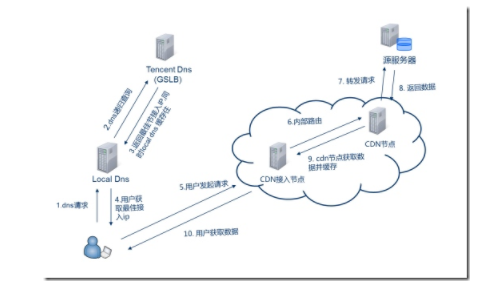 Tencent Dns
(GSLB)
源服务器
7. 转发请求
8. 返回数据
2.dns递归查询
3.返回最佳节接入IP,同
时local dns 缓存住
6.内部路由
CDN节点
Local Dns
CDN接入节点
9. cdn节点获取数
据并缓存
5.用户发起请求
1.dns请求
4.用户获
取最佳接
入ip
10. 用户获取数据